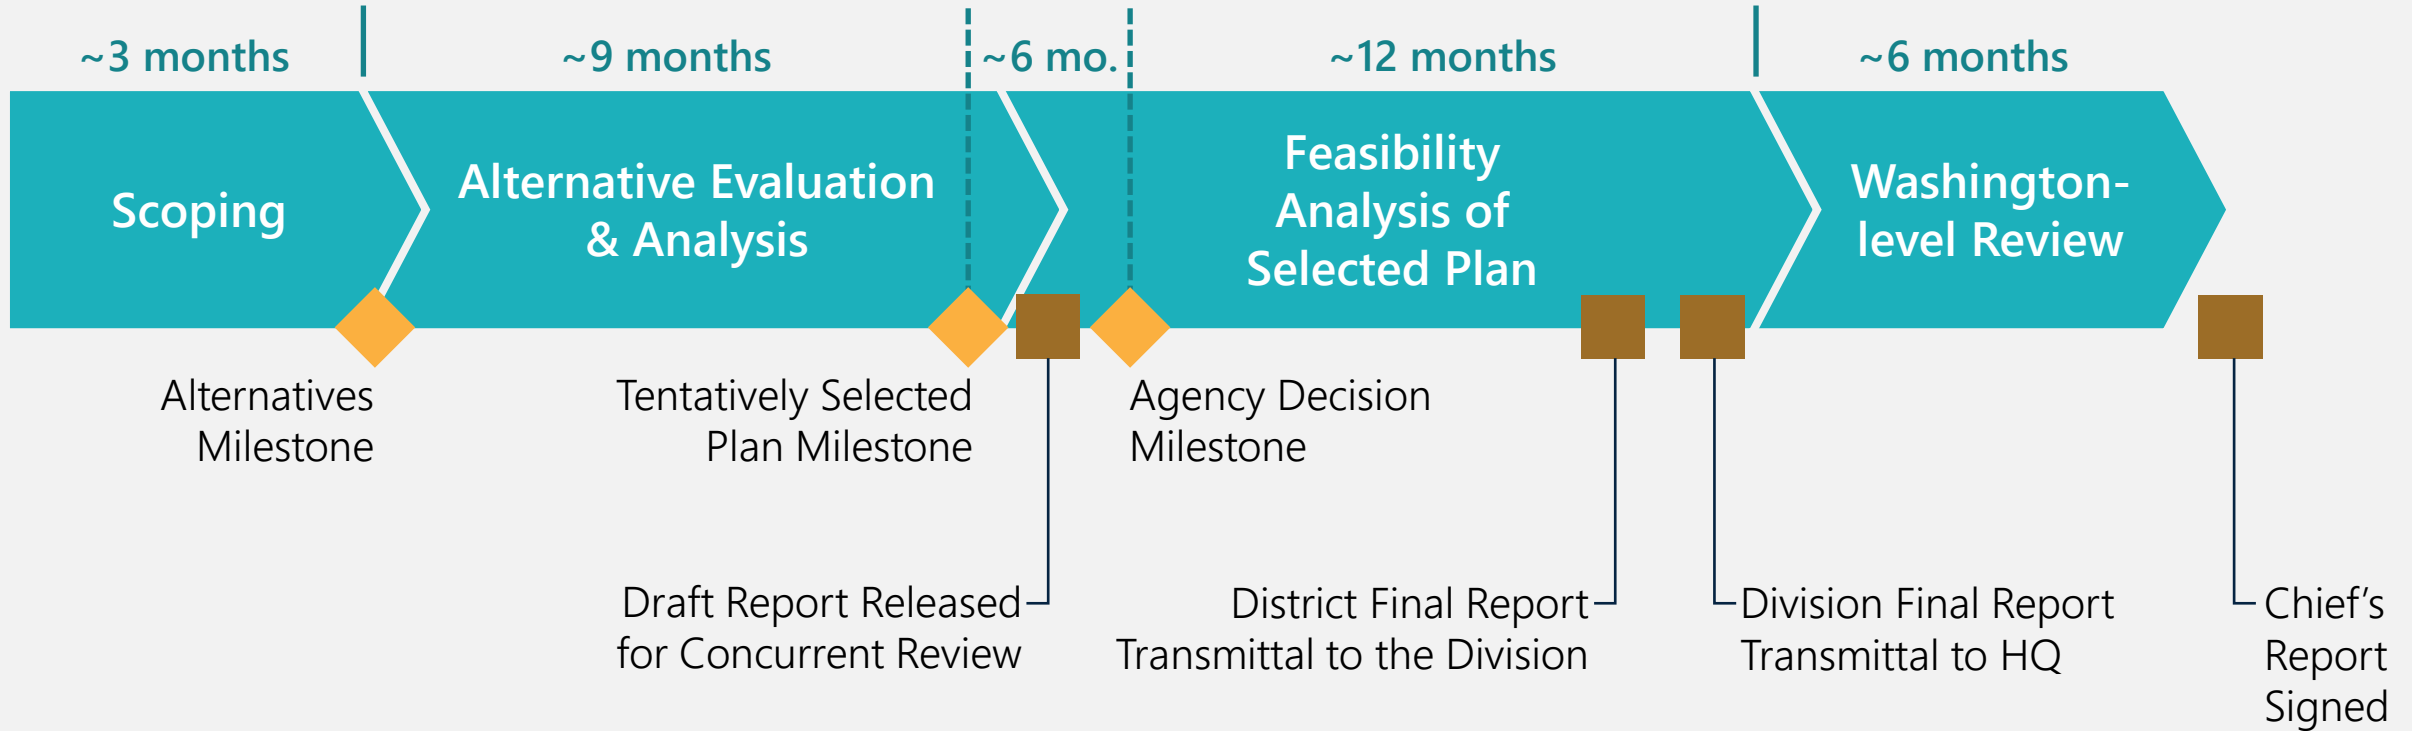 ~3 months
~9 months
~6 mo.
~12 months
~6 months
Scoping
Alternative Evaluation
& Analysis
Feasibility
Analysis of
Selected Plan
Washington-
level Review
Alternatives
Milestone
Tentatively Selected
Plan Milestone
Agency Decision
Milestone
Draft Report Released
for Concurrent Review
District Final Report
Transmittal to the Division
Division Final Report
Transmittal to HQ
Chief’s
Report
Signed